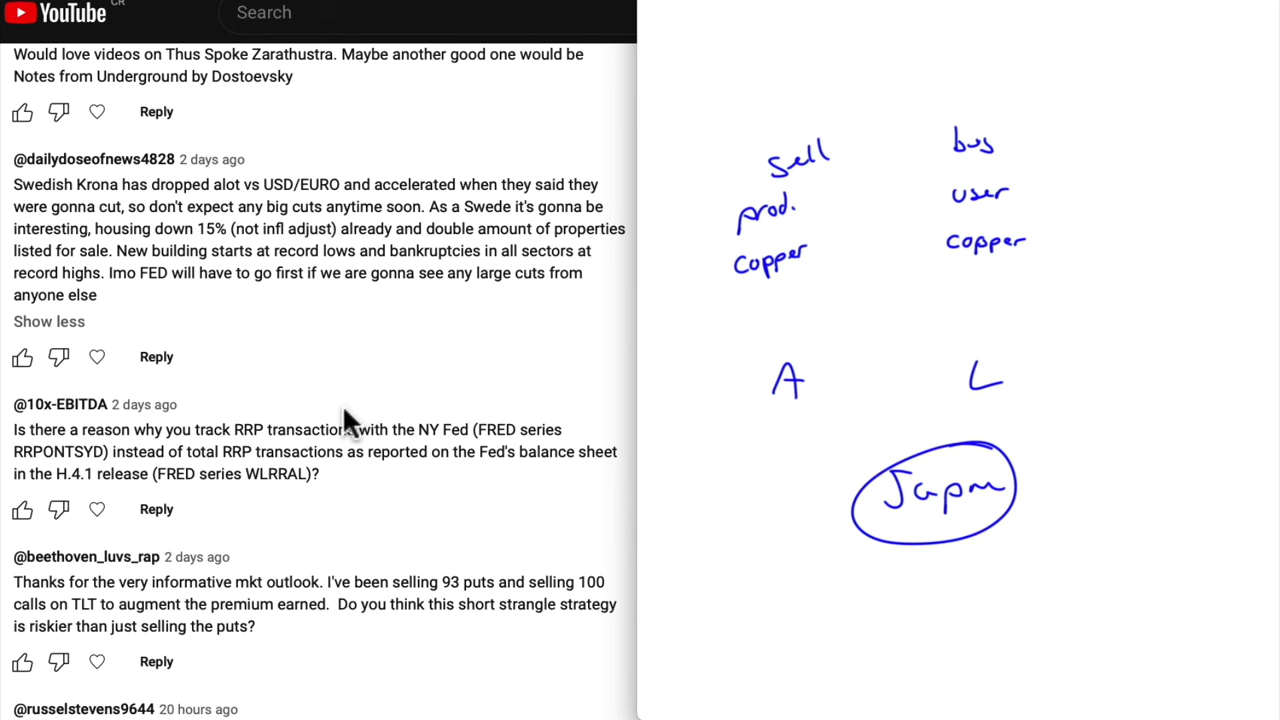 CR
YouTube
Search
Would love videos on Thus Spoke Zarathustra. Maybe another good one would be
Notes from Underground by Dostoevsky
Reply
@dailydoseofnews4828 2 days ago
Swedish Krona has dropped alot vs USD/EURO and accelerated when they said they
were gonna cut, so don't expect any big cuts anytime soon. As a Swede it's gonna be
interesting, housing down 15% (not infl adjust) already and double amount of properties
listed for sale. New building starts at record lows and bankruptcies in all sectors at
record highs. Imo FED will have to go first if we are gonna see any large cuts from
anyone else
Show less
Reply
@10x-EBITDA 2 days ago
Is there a reason why you track RRP transactions with the NY Fed (FRED series
RRPONTSYD) instead of total RRP transactions as reported on the Fed's balance sheet
in the H.4.1 release (FRED series WLRRAL)?
Reply
@beethoven_luvs_rap 2 days ago
Thanks for the very informative mkt outlook. I've been selling 93 puts and selling 100
calls on TLT to augment the premium earned. Do you think this short strangle strategy
is riskier than just selling the puts?
Reply
@russelstevens9644 20 hours ago
sell
prod.
copper
buy
user
copper
A L
Japan